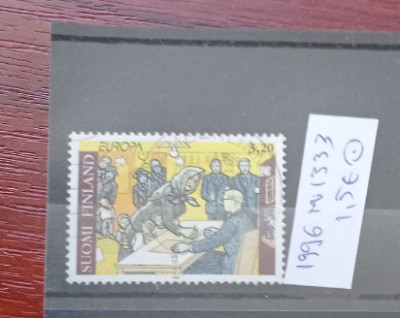 EUROPA
3,20
SUOMI FINLAND
1996 mi 1333
1,5€